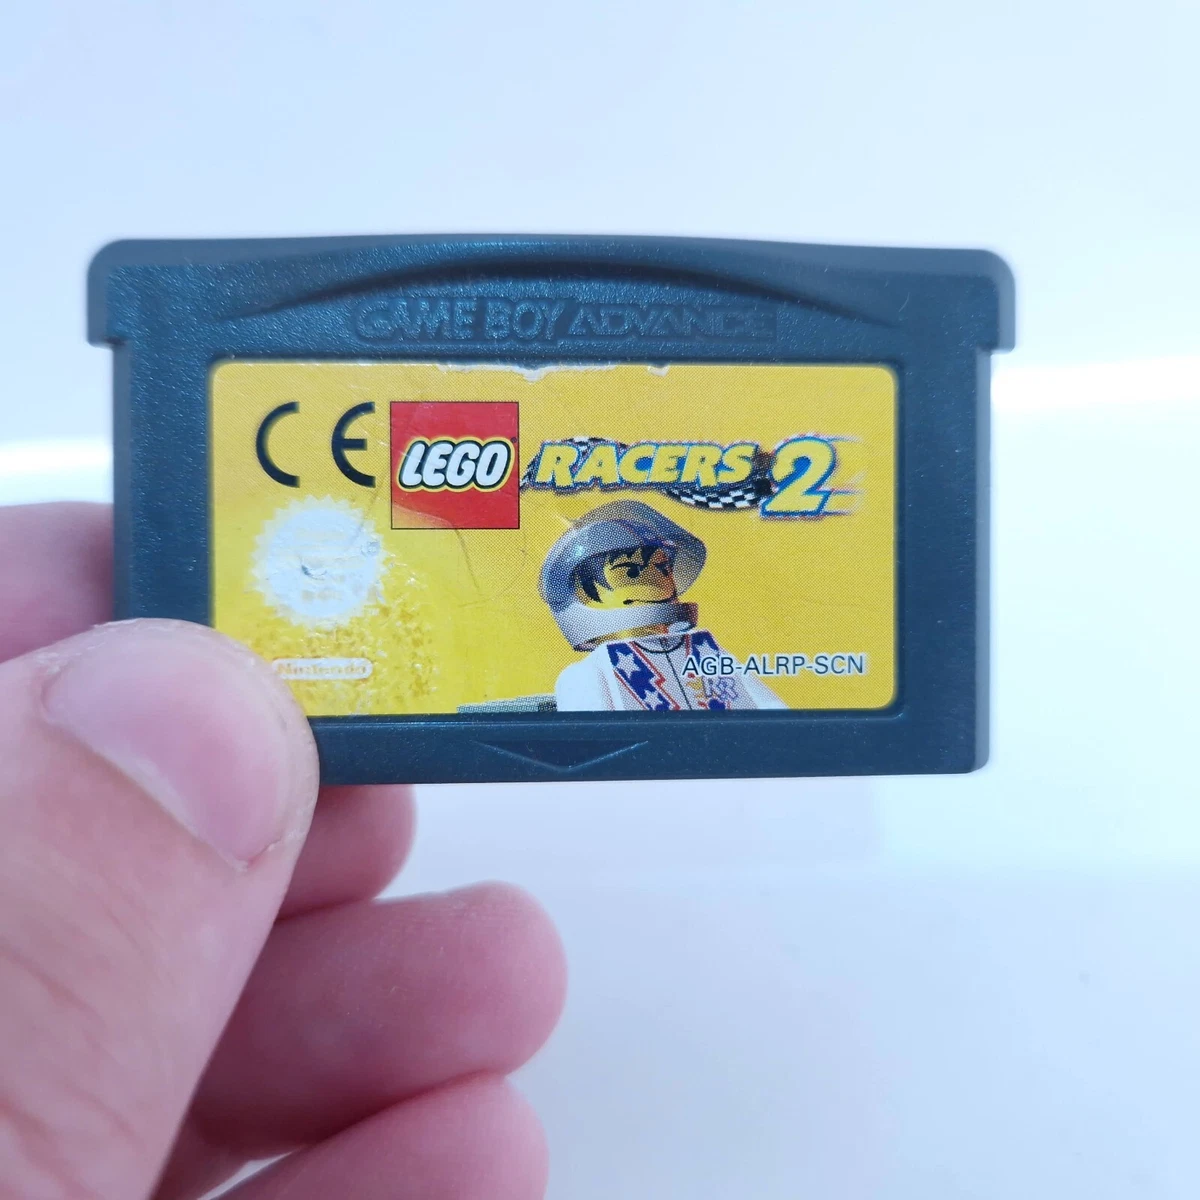 GAME BOY ADVANCE
CE LEGO RACERS 2
Nintendo
AGB-ALRP-SCN